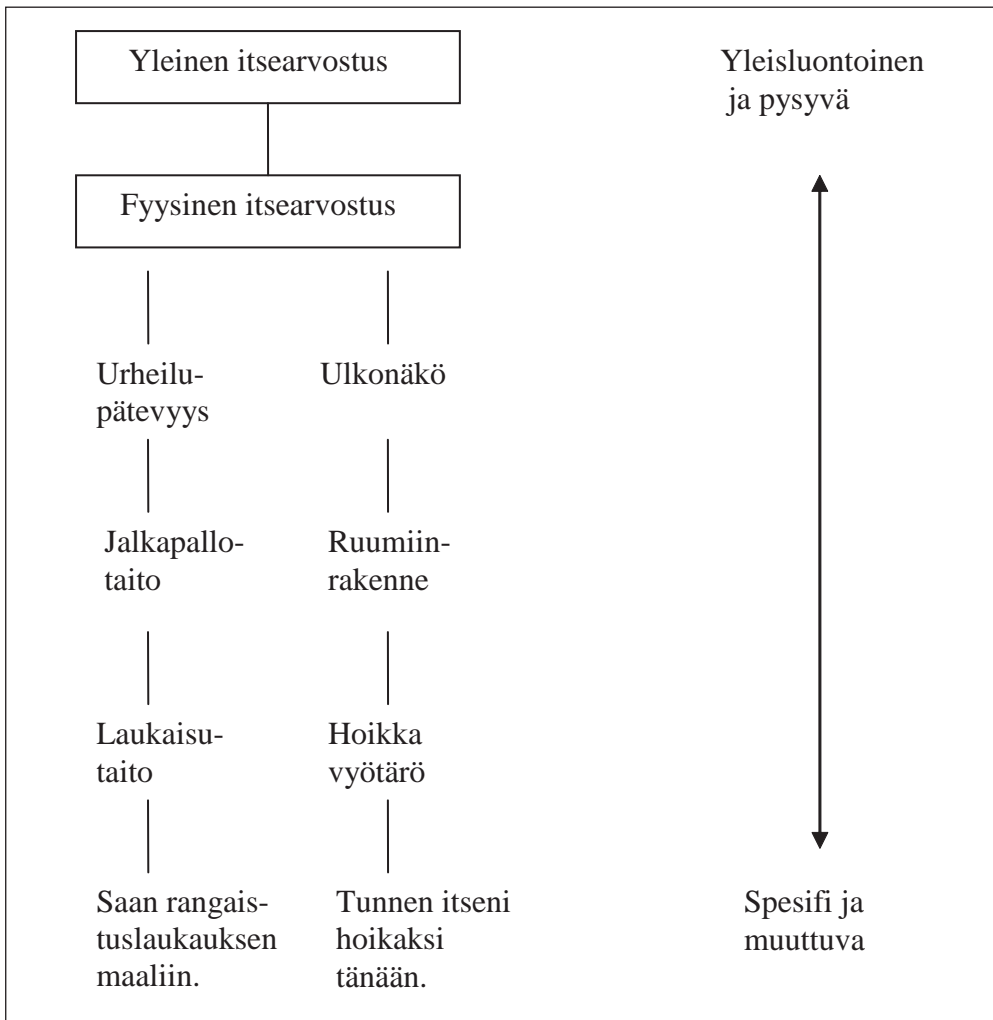 Yleinen itsearvostus
Yleisluontoinen
ja pysyvä
Fyysinen itsearvostus
Urheilu-
pätevyys
Ulkonäkö
Jalkapallo-
taito
Ruumiin-
rakenne
Laukaisu-
taito
Hoikka
vyötärö
Saan rangais-
tuslaukauksen
maaliin.
Tunnen itseni
hoikaksi
tänään.
Spesifi ja
muuttuva